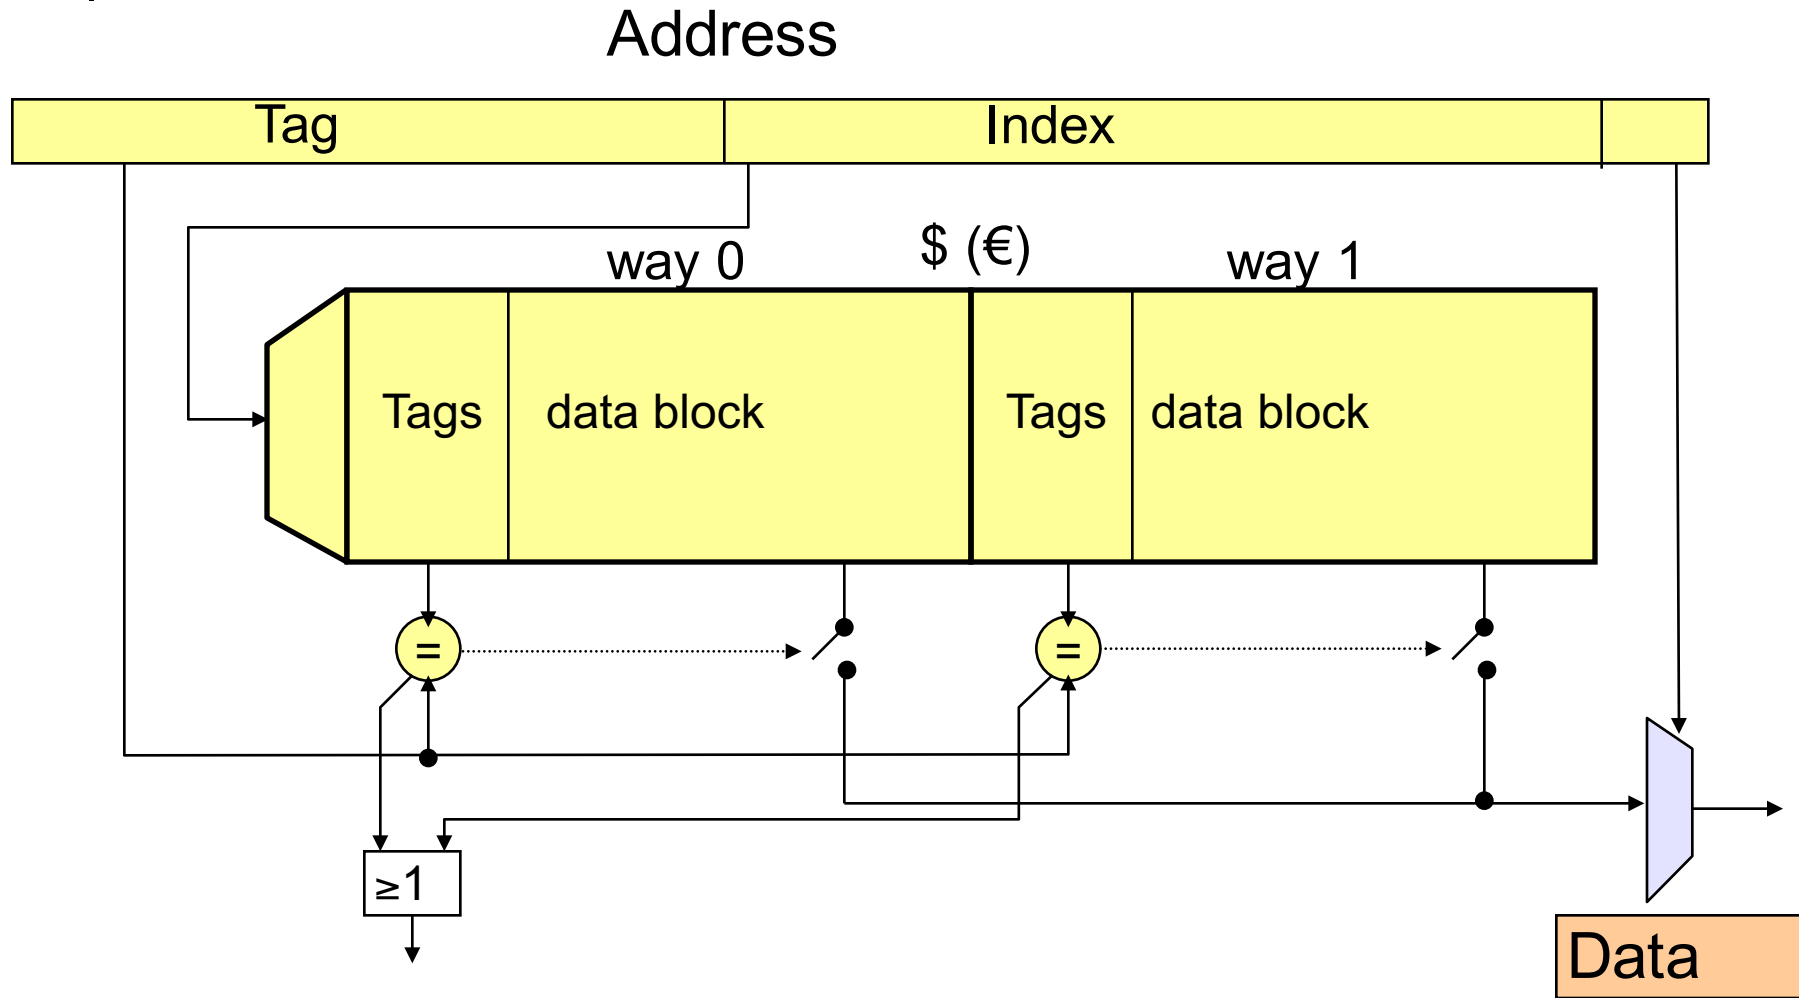 Address
Tag Index
$ (€)
way 0 way 1
Tags data block Tags data block
= =
≥1
Data